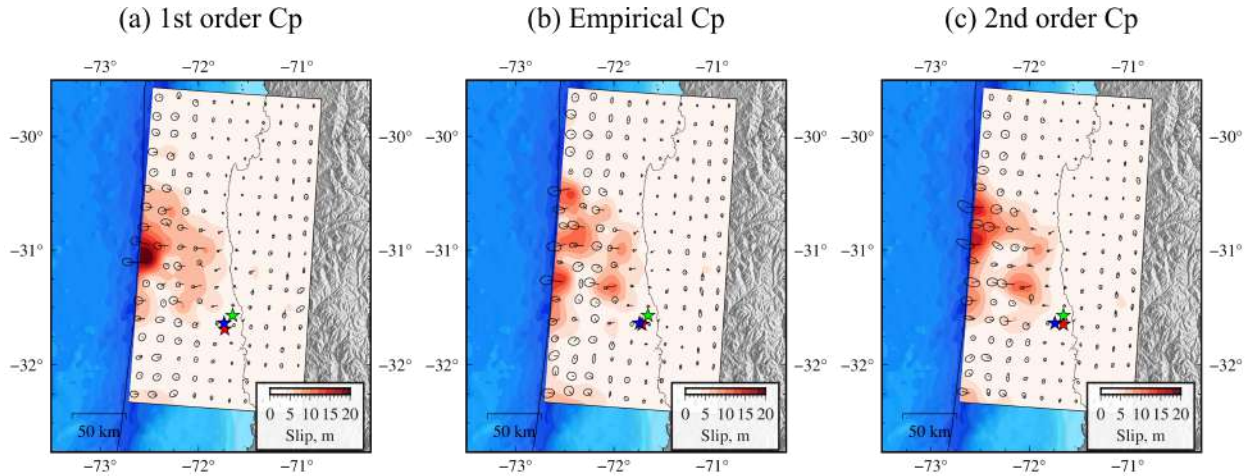 (a) 1st order Cp
(b) Empirical Cp
(c) 2nd order Cp
−73° −72° −71°
−73° −72° −71°
−73° −72° −71°
−30° −30° −30° −30°
−31° −31° −31° −31°
−32° −32° −32° −32°
50 km
0 5 10 15 20
Slip, m
50 km
0 5 10 15 20
Slip, m
50 km
0 5 10 15 20
Slip, m
−73° −72° −71°
−73° −72° −71°
−73° −72° −71°